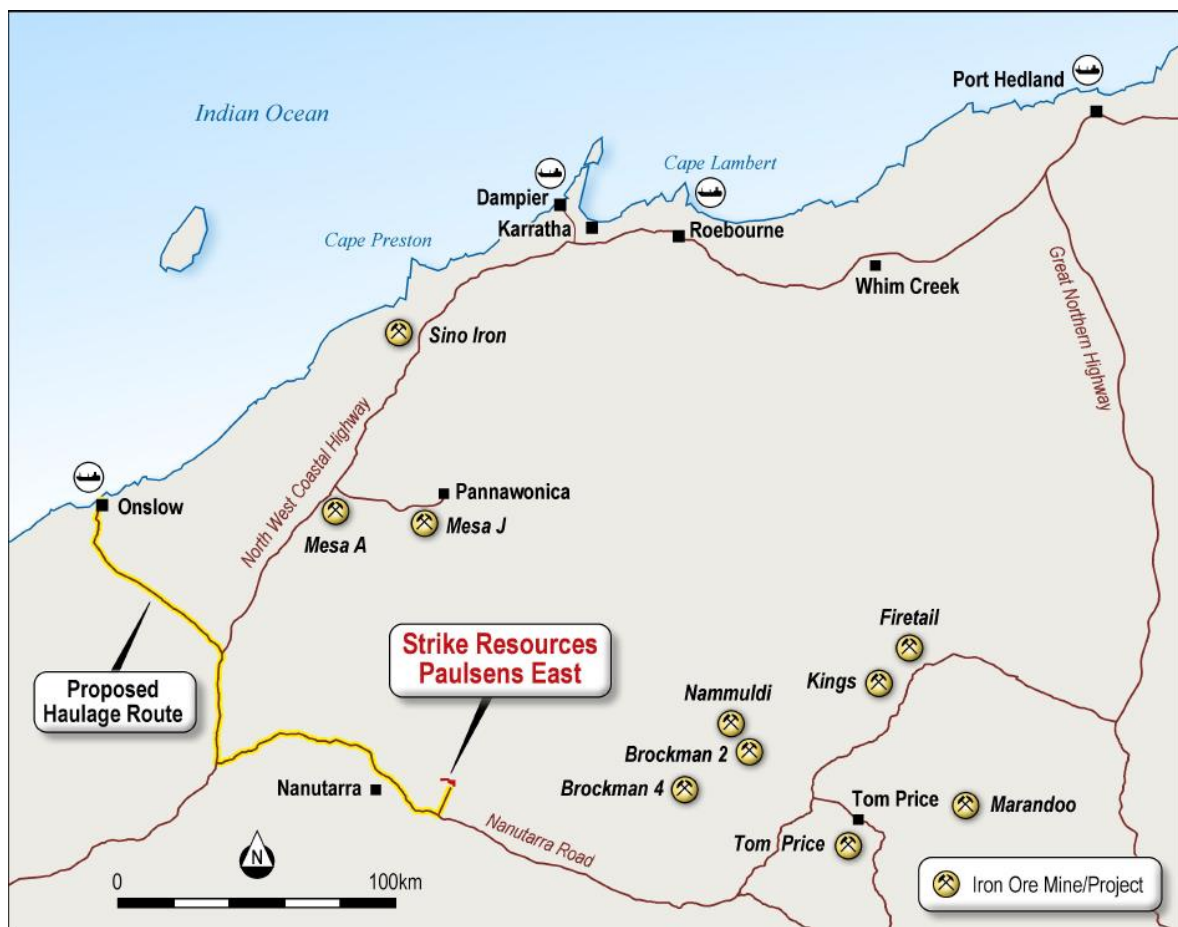 Port Hedland
Indian Ocean
Cape Lambert
Dampier
Karratha
Roebourne
Cape Preston
Whim Creek
Great Northern Highway
Sino Iron
North West Coastal Highway
Onslow
Pannawonica
Mesa A
Mesa J
Strike Resources
Paulsens East
Proposed
Haulage Route
Firetail
Kings
Nammuldi
Brockman 2
Brockman 4
Nanutarra
Tom Price
Marandoo
Nanutarra Road
Tom Price
N
0
100km
Iron Ore Mine/Project